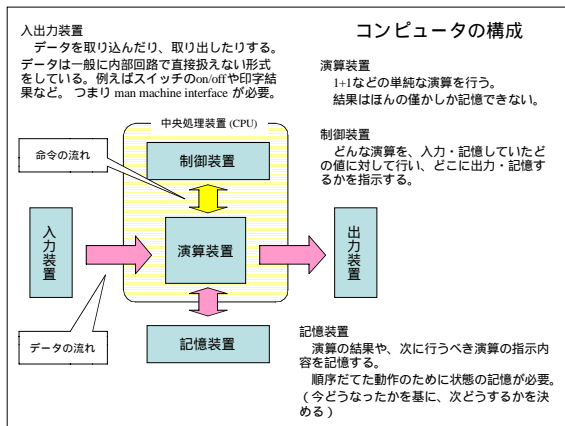 コンピュータの構成
入出力装置
データを取り込んだり、取り出したりする。
データは一般に内部回路で直接扱えない形式
をしている。例えばスイッチのon/offや印字結
果など。 つまり man machine interface が必要。
演算装置
1+1などの単純な演算を行う。
結果はほんの僅かしか記憶できない。
制御装置
どんな演算を、入力・記憶していたど
の値に対して行い、どこに出力・記憶す
るかを指示する。
中央処理装置 (CPU)
命令の流れ
制御装置
入力装置
演算装置
出力装置
データの流れ
記憶装置
記憶装置
演算の結果や、次に行うべき演算の指示内
容を記憶する。
順序だてた動作のために状態の記憶が必要。
(今どうなったかを基に、次どうするかを決
める)